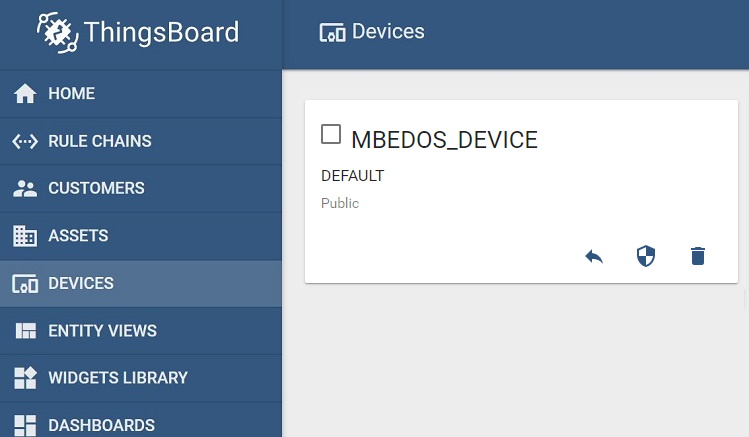 ThingsBoard
Devices
HOME
RULE CHAINS
CUSTOMERS
ASSETS
DEVICES
ENTITY VIEWS
WIDGETS LIBRARY
DASHBOARDS
MBEDOS_DEVICE
DEFAULT
Public